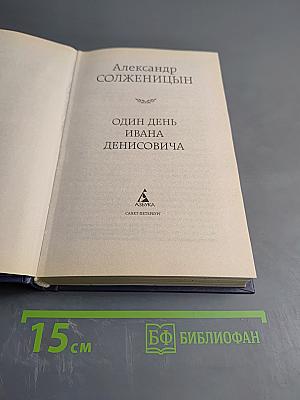 Александр
СОЛЖЕНИЦЫН
ОДИН ДЕНЬ
ИВАНА
ДЕНИСОВИЧА
АЗБУКА
САНКТ-ПЕТЕРБУРГ
15 см
БФ БИБЛИОФАН